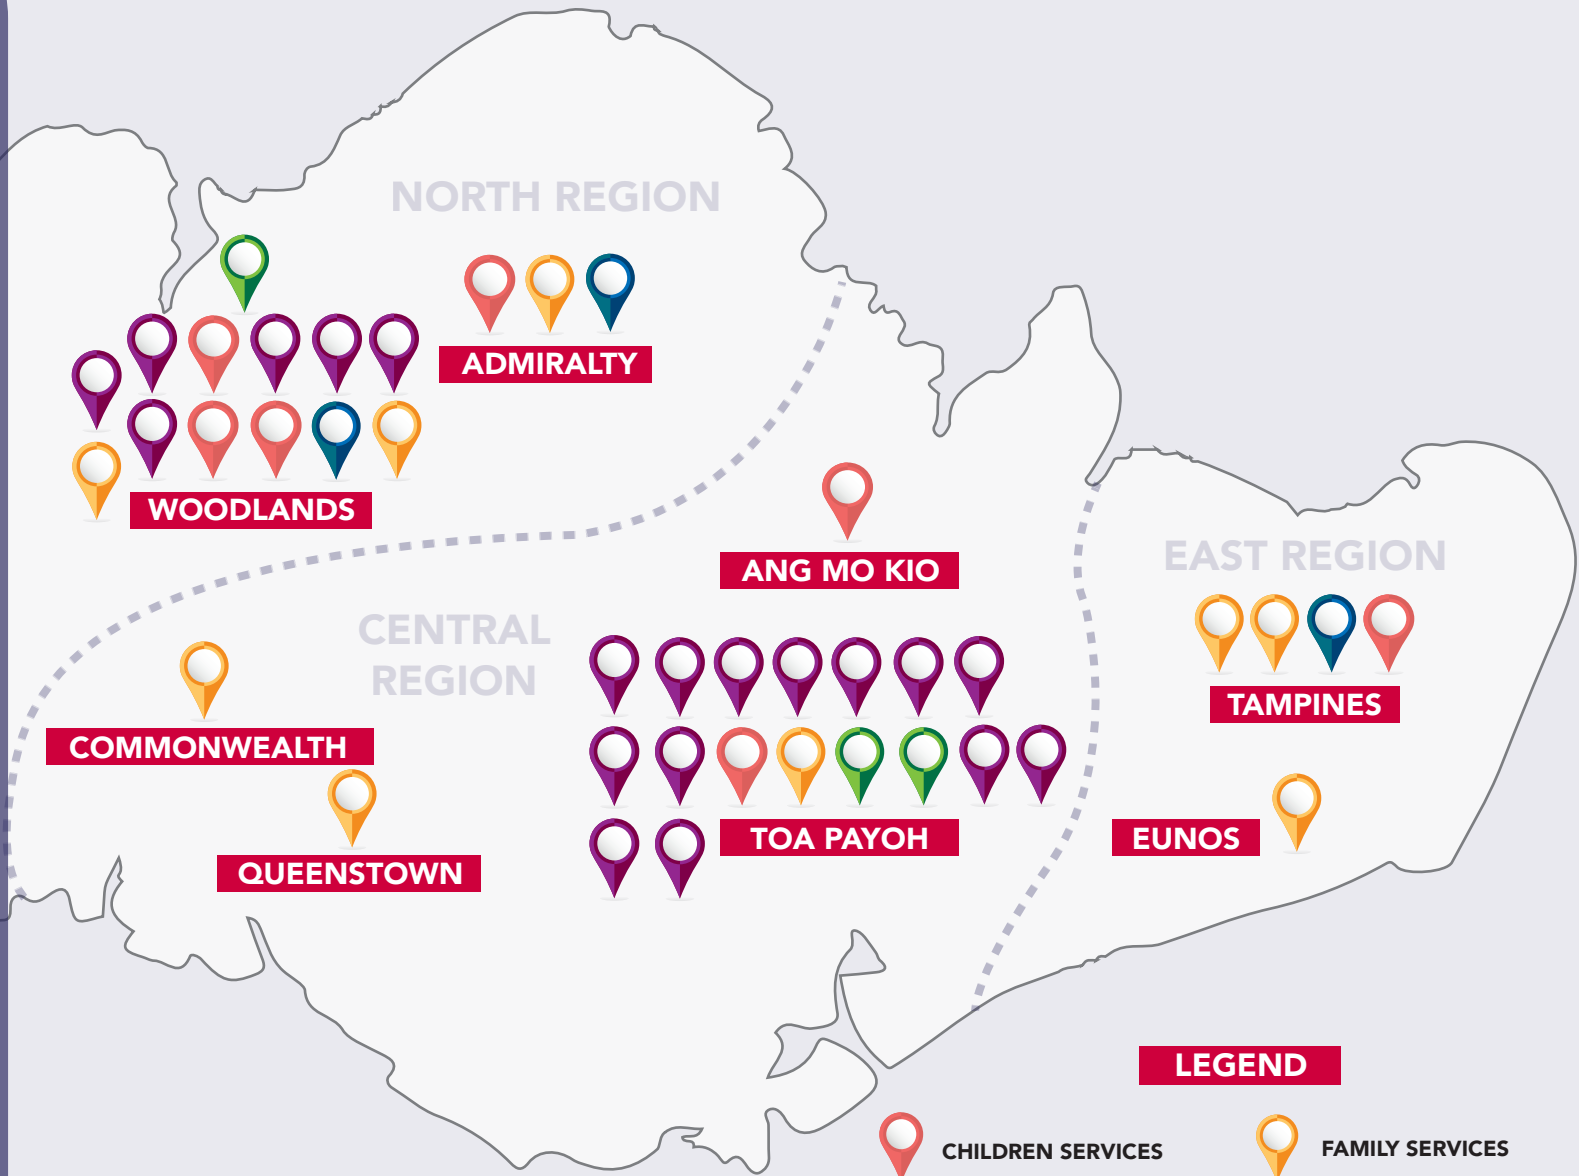 NORTH REGION
ADMIRALTY
WOODLANDS
ANG MO KIO
EAST REGION
CENTRAL
REGION
TAMPINES
COMMONWEALTH
TOA PAYOH
EUNOS
QUEENSTOWN
LEGEND
CHILDREN SERVICES
FAMILY SERVICES